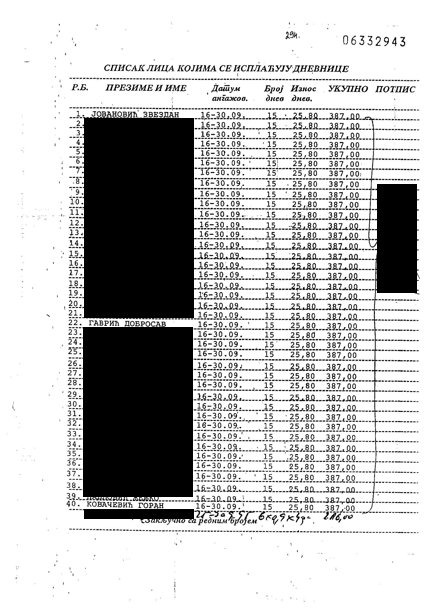 294.
06332943
СПИСАК ЛИЦА КОЈИМА СЕ ИСПЛАЋУЈУ ДНЕВНИЦЕ
Р.Б. ПРЕЗИМЕ И ИМЕ Датум ангажов. Број днев Износ днев. УКУПНО ПОТПИС
1. ЈОВАНОВИЋ ЗВЕЗДАН 16-30.09. 15 25,80 387,00
2. 16-30.09. 15 25,80 387,00
3. 16-30.09. 15 25,80 387,00
4. 16-30.09. 15 25,80 387,00
5. 16-30.09. 15 25,80 387,00
6. 16-30.09. 15 25,80 387,00
7. 16-30.09. 15 25,80 387,00
8. 16-30.09. 15 25,80 387,00
9. 16-30.09. 15 25,80 387,00
10. 16-30.09. 15 25,80 387,00
11. 16-30.09. 15 25,80 387,00
12. 16-30.09. 15 25,80 387,00
13. 16-30.09. 15 25,80 387,00
14. 16-30.09. 15 25,80 387,00
15. 16-30.09. 15 25,80 387,00
16. 16-30.09. 15 25,80 387,00
17. 16-30.09. 15 25,80 387,00
18. 16-30.09. 15 25,80 387,00
19. 16-30.09. 15 25,80 387,00
20. 16-30.09. 15 25,80 387,00
21. 16-30.09. 15 25,80 387,00
22. ГАВРИЋ ДОБРОСАВ 16-30.09. 15 25,80 387,00
23. 16-30.09. 15 25,80 387,00
24. 16-30.09. 15 25,80 387,00
25. 16-30.09. 15 25,80 387,00
26. 16-30.09. 15 25,80 387,00
27. 16-30.09. 15 25,80 387,00
28. 16-30.09. 15 25,80 387,00
29. 16-30.09. 15 25,80 387,00
30. 16-30.09. 15 25,80 387,00
31. 16-30.09. 15 25,80 387,00
32. 16-30.09. 15 25,80 387,00
33. 16-30.09. 15 25,80 387,00
34. 16-30.09. 15 25,80 387,00
35. 16-30.09. 15 25,80 387,00
36. 16-30.09. 15 25,80 387,00
37. 16-30.09. 15 25,80 387,00
38. 16-30.09. 15 25,80 387,00
39. 16-30.09. 15 25,80 387,00
40. КОВАЧЕВИЋ ГОРАН 16-30.09. 15 25,80 387,00
Закључно са редним бројем